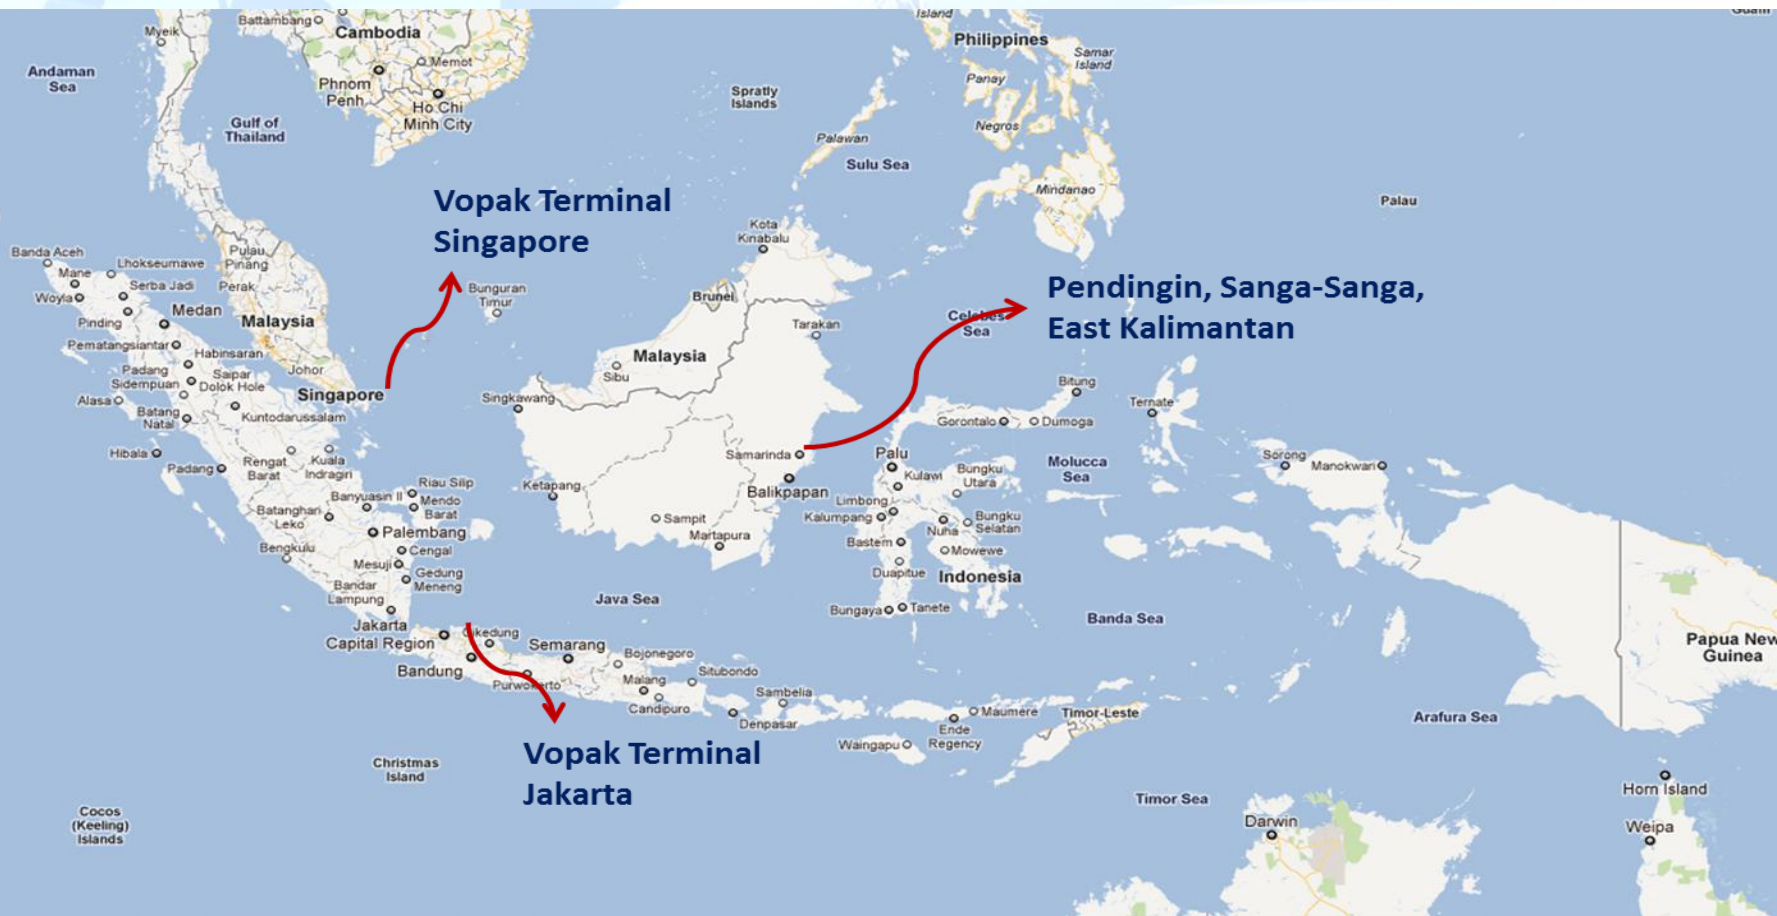 Island
Guam
Battambang
Myeik
Cambodia
Philippines
Samar
Island
Memot
Andaman
Sea
Phnom
Penh
Panay
Spratly
Islands
Ho Chi
Minh City
Gulf of
Thailand
Negros
Palawan
Sulu Sea
Mindanao
Vopak Terminal
Singapore
Palau
Kota
Kinabalu
Banda Aceh
Lhokseumawe
Pulau
Pinang
Mane
Serba Jadi
Perak
Woyla
Bunguran
Timur
Brunei
Pendingin, Sanga-Sanga,
East Kalimantan
Medan
Pinding
Malaysia
Celebes
Sea
Tarakan
Pematangsiantar
Habinsaran
Malaysia
Padang
Sidempuan
Saipar
Dolok Hole
Johor
Sibu
Bitung
Alasa
Singapore
Singkawang
Ternate
Batang
Natal
Kuntodarussalam
Gorontalo
Dumoga
Hibala
Padang
Rengat
Barat
Kuala
Indragiri
Samarinda
Palu
Molucca
Sea
Sorong
Manokwari
Kulawi
Bungku
Utara
Riau Silip
Ketapang
Balikpapan
Banyuasin II
Mendo
Barat
Limbong
Batanghari
Leko
Sampit
Kalumpang
Bungku
Selatan
Nuha
Palembang
Martapura
Bengkulu
Cengal
Bastem
Mowewe
Mesuji
Gedung
Meneng
Duapitue
Indonesia
Bandar
Lampung
Java Sea
Bungaya
Tanete
Banda Sea
Jakarta
Capital Region
Cikedung
Semarang
Bojonegoro
Papua New
Guinea
Bandung
Purwokerto
Malang
Situbondo
Sambelia
Candipuro
Denpasar
Maumere
Timor-Leste
Arafura Sea
Ende
Regency
Waingapu
Vopak Terminal
Jakarta
Christmas
Island
Horn Island
Timor Sea
Cocos
(Keeling)
Islands
Darwin
Weipa